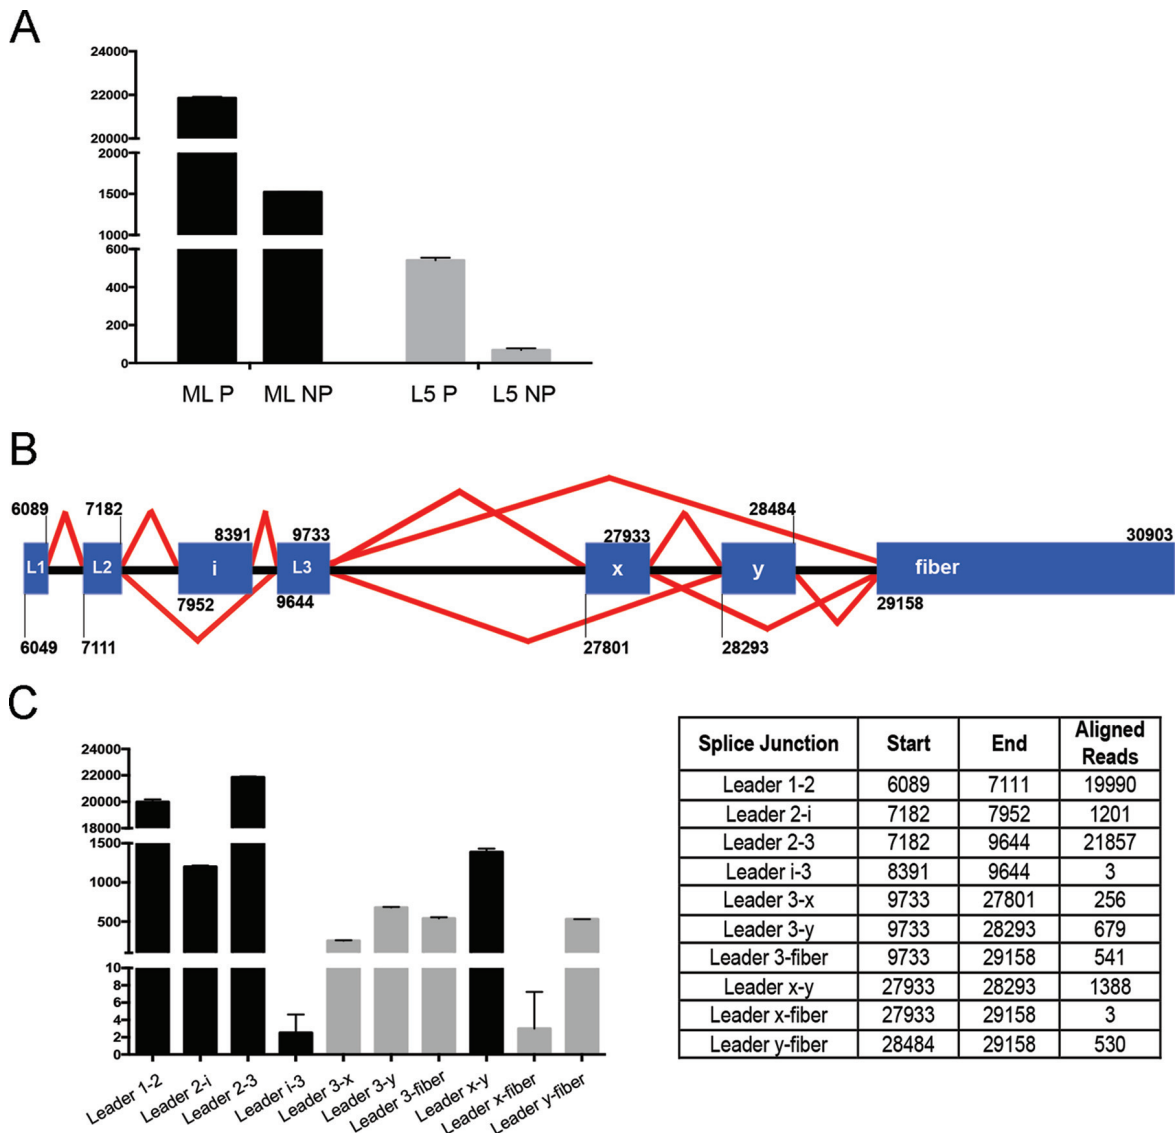 A
24000
22000
20000
2000
1500
1000
600
400
200
0
ML P
ML NP
L5 P
L5 NP
B
6089
7182
8391
9733
27933
28484
30903
L1
L2
i
L3
x
y
fiber
7952
9644
29158
6049
7111
27801
28293
C
24000
22000
20000
18000
1500
1000
500
10
8
6
4
2
0
Leader 1-2
Leader 2-i
Leader 2-3
Leader i-3
Leader 3-x
Leader 3-y
Leader 3-fiber
Leader x-y
Leader x-fiber
Leader y-fiber
Splice Junction Start End Aligned Reads
Leader 1-2 6089 7111 19990
Leader 2-i 7182 7952 1201
Leader 2-3 7182 9644 21857
Leader i-3 8391 9644 3
Leader 3-x 9733 27801 256
Leader 3-y 9733 28293 679
Leader 3-fiber 9733 29158 541
Leader x-y 27933 28293 1388
Leader x-fiber 27933 29158 3
Leader y-fiber 28484 29158 530